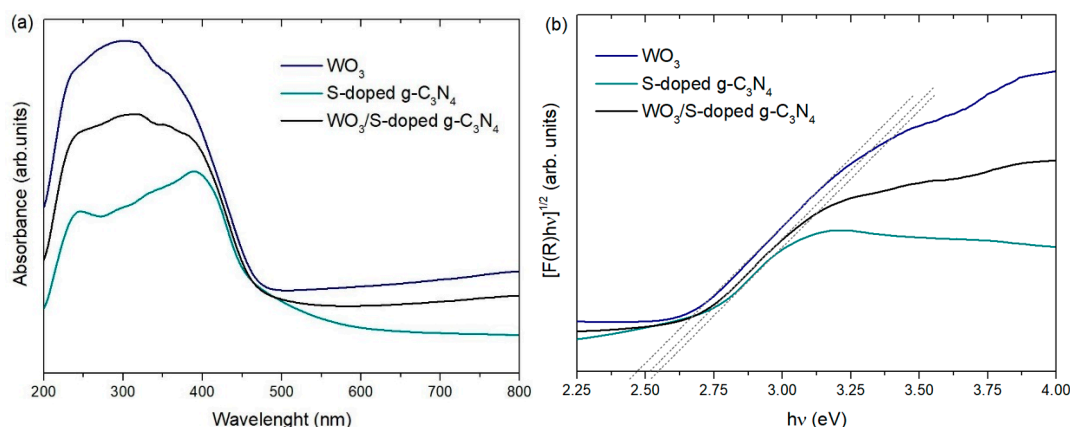 (a)
WO₃
S-doped g-C₃N₄
WO₃/S-doped g-C₃N₄
Absorbance (arb.units)
200 300 400 500 600 700 800
Wavelenght (nm)
(b)
WO₃
S-doped g-C₃N₄
WO₃/S-doped g-C₃N₄
[F(R)hν]^1/2 (arb. units)
2.25 2.50 2.75 3.00 3.25 3.50 3.75 4.00
hν (eV)